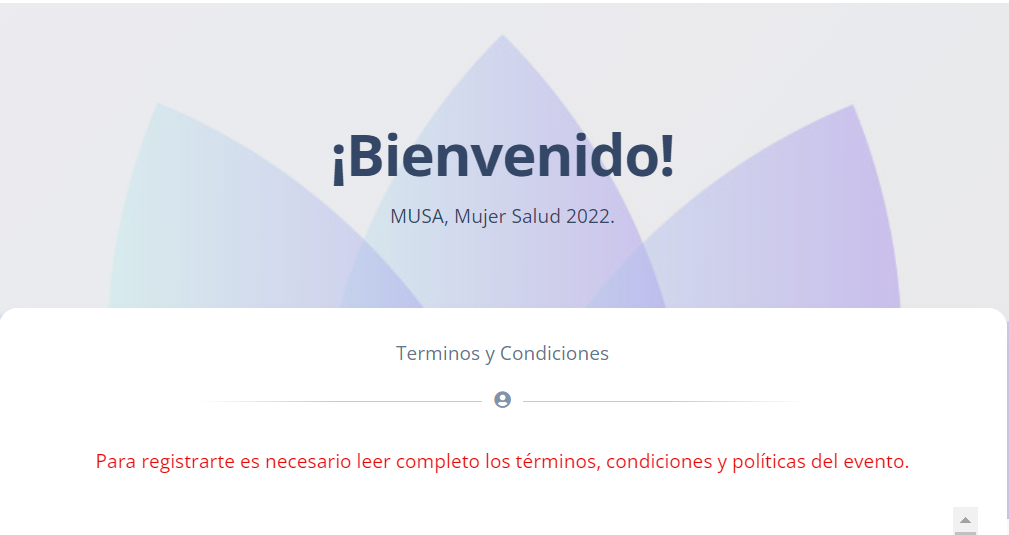 ¡Bienvenido!
MUSA, Mujer Salud 2022.
Terminos y Condiciones
Para registrarte es necesario leer completo los términos, condiciones y políticas del evento.